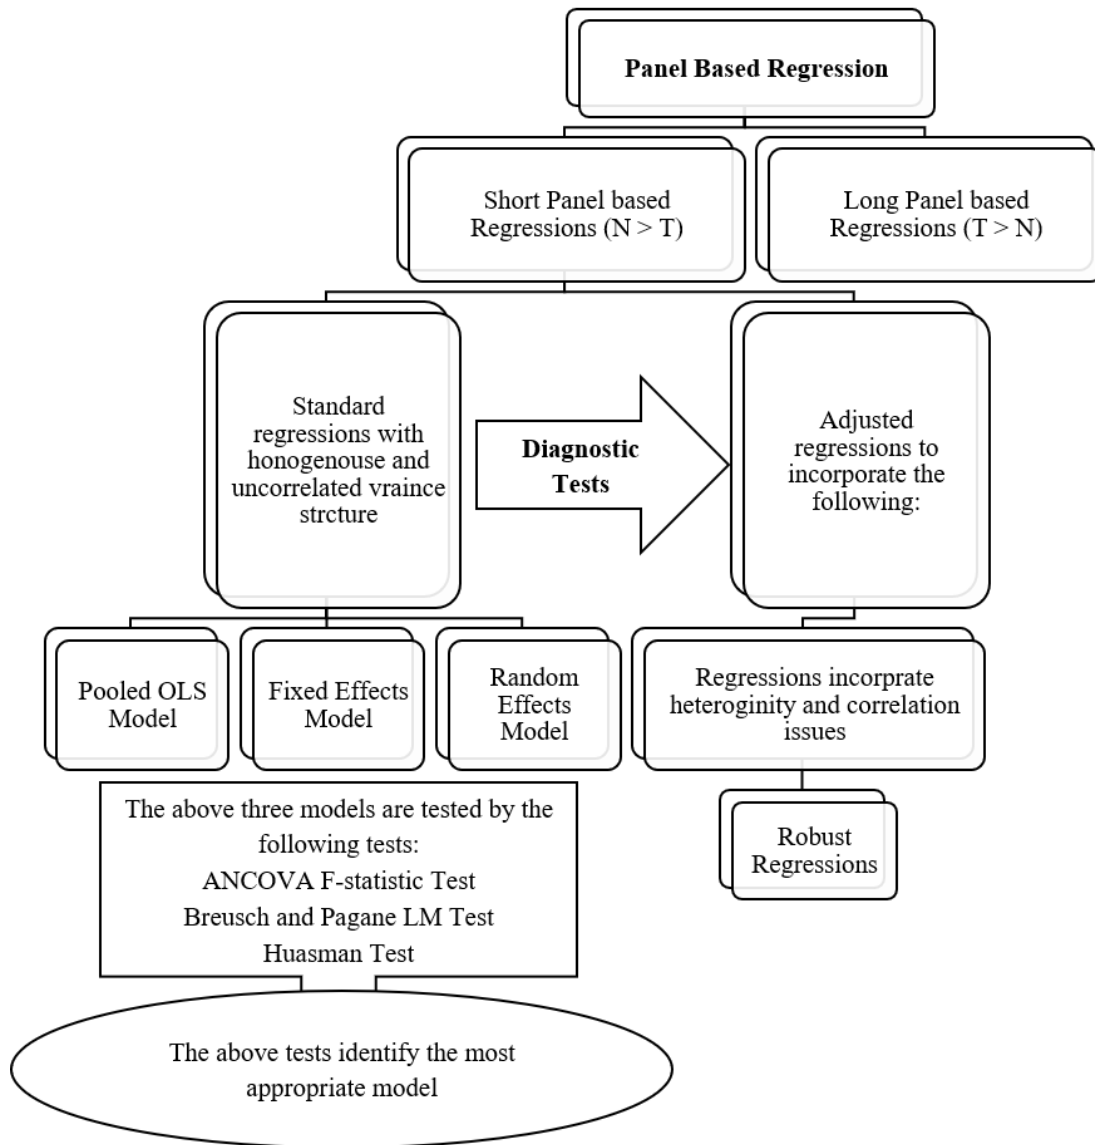 Panel Based Regression
Short Panel based
Regressions (N > T)
Long Panel based
Regressions (T > N)
Standard
regressions with
honogenouse and
uncorrelated vraince
strcture
Diagnostic
Tests
Adjusted
regressions to
incorporate the
following:
Pooled OLS
Model
Fixed Effects
Model
Random
Effects
Model
Regressions incorprate
heteroginity and correlation
issues
The above three models are tested by the
following tests:
ANCOVA F-statistic Test
Breusch and Pagane LM Test
Huasman Test
Robust
Regressions
The above tests identify the most
appropriate model